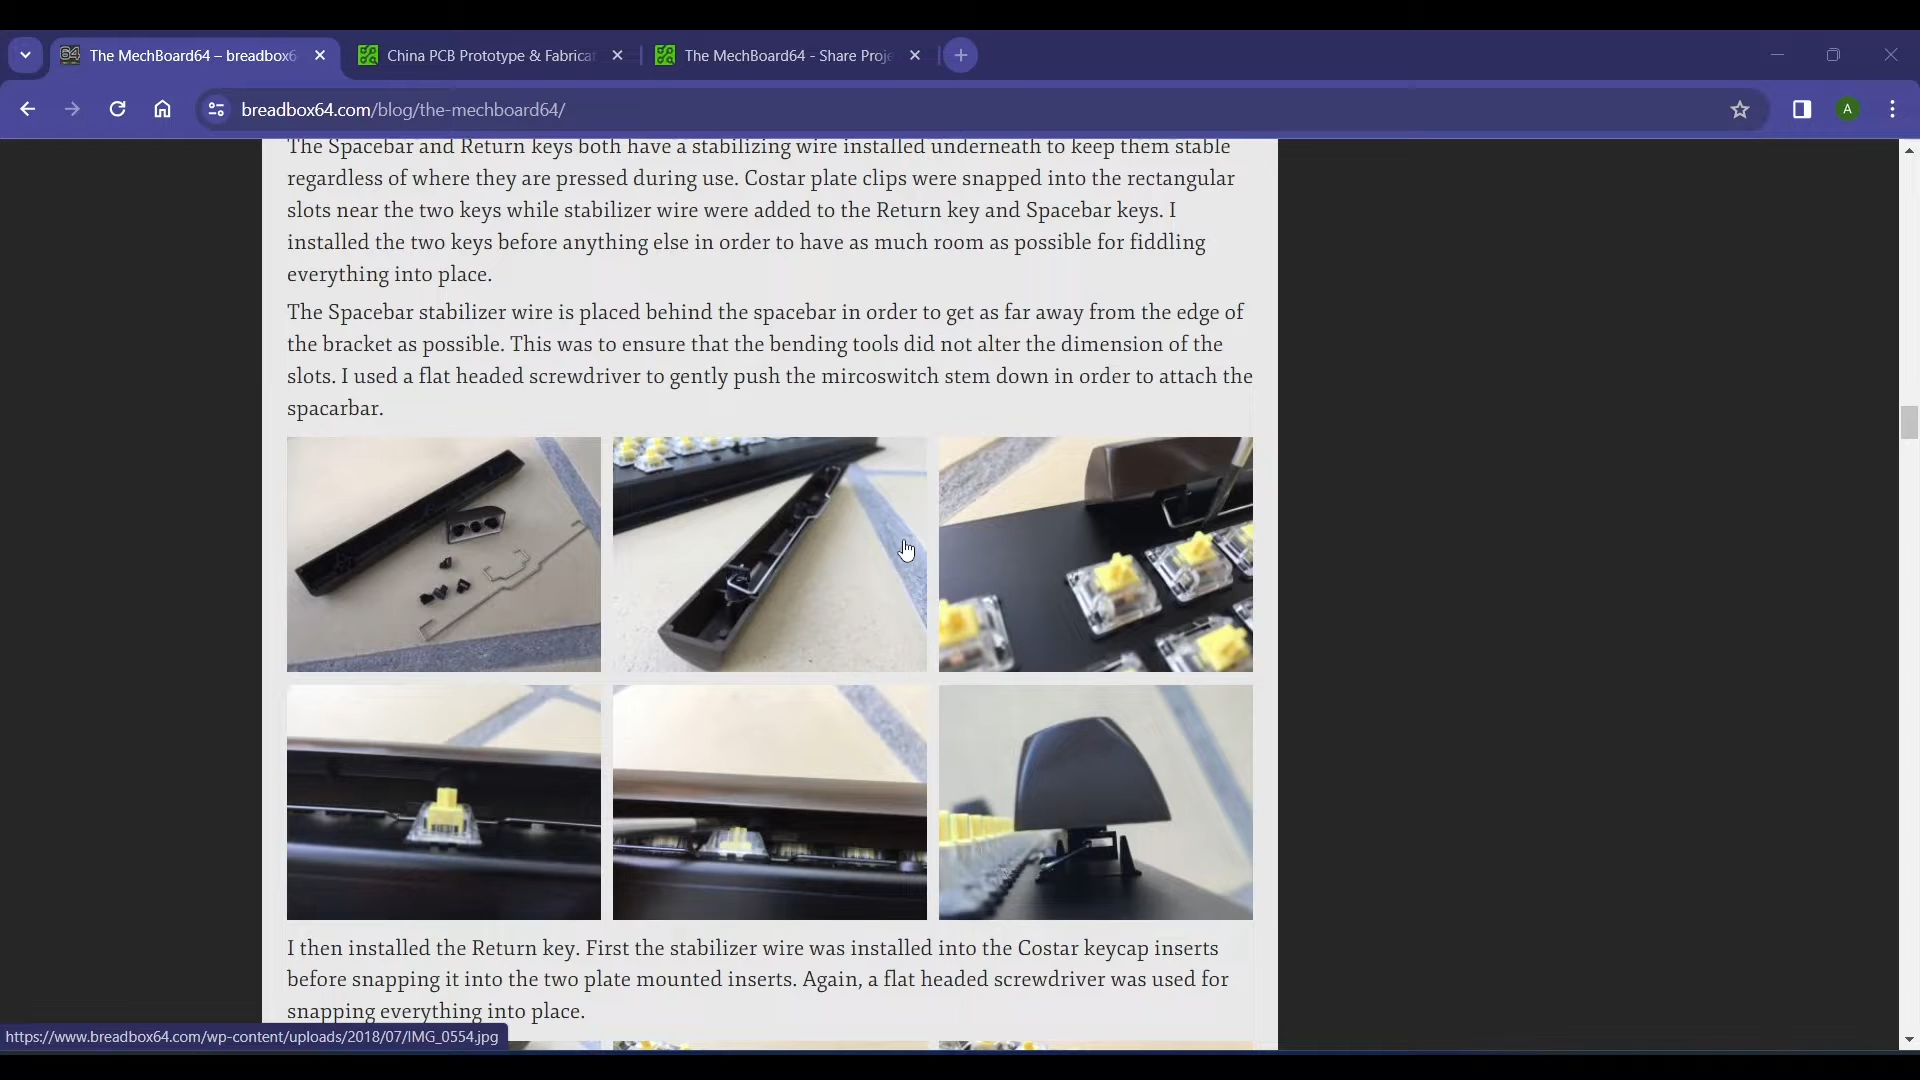 The MechBoard64 – breadbox6
China PCB Prototype & Fabricat
The MechBoard64 - Share Proje
breadbox64.com/blog/the-mechboard64/
A
The Spacebar and Return keys both have a stabilizing wire installed underneath to keep them stable
regardless of where they are pressed during use. Costar plate clips were snapped into the rectangular
slots near the two keys while stabilizer wire were added to the Return key and Spacebar keys. I
installed the two keys before anything else in order to have as much room as possible for fiddling
everything into place.
The Spacebar stabilizer wire is placed behind the spacebar in order to get as far away from the edge of
the bracket as possible. This was to ensure that the bending tools did not alter the dimension of the
slots. I used a flat headed screwdriver to gently push the mircoswitch stem down in order to attach the
spacarbar.
I then installed the Return key. First the stabilizer wire was installed into the Costar keycap inserts
before snapping it into the two plate mounted inserts. Again, a flat headed screwdriver was used for
snapping everything into place.
https://www.breadbox64.com/wp-content/uploads/2018/07/IMG_0554.jpg